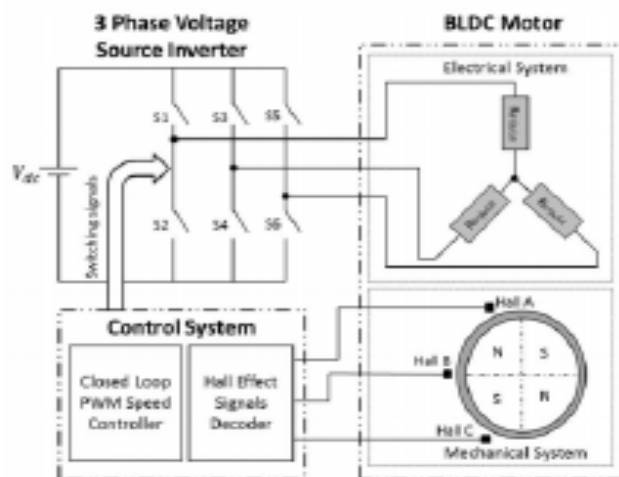 3 Phase Voltage
Source Inverter
BLDC Motor
Electrical System
S1
S3
S5
Vdc
Switching signals
S2
S4
S6
Control System
Closed Loop
PWM Speed
Controller
Hall Effect
Signals
Decoder
Hall A
Hall B
Hall C
N
S
S
N
Mechanical System